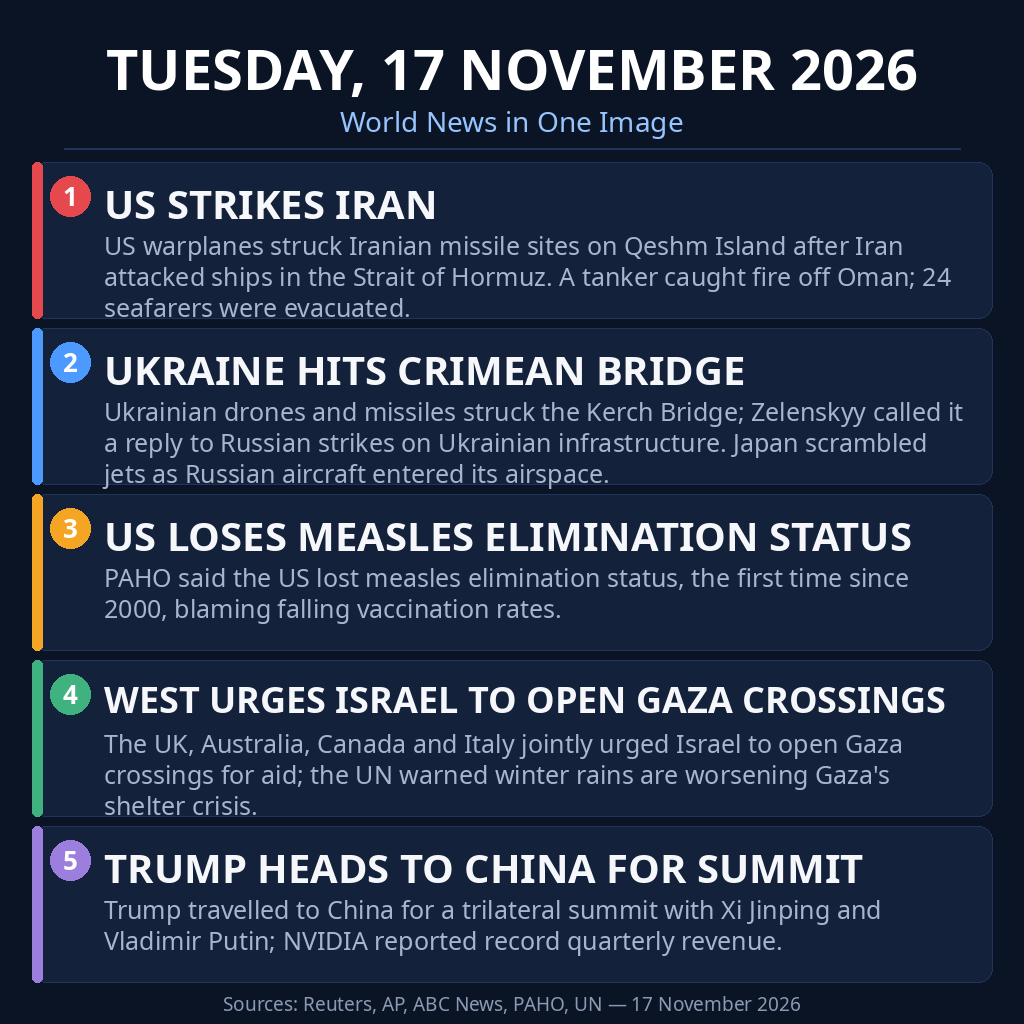 TUESDAY, 17 NOVEMBER 2026
World News in One Image
1
US STRIKES IRAN
US warplanes struck Iranian missile sites on Qeshm Island after Iran
attacked ships in the Strait of Hormuz. A tanker caught fire off Oman; 24
seafarers were evacuated.
2
UKRAINE HITS CRIMEAN BRIDGE
Ukrainian drones and missiles struck the Kerch Bridge; Zelenskyy called it
a reply to Russian strikes on Ukrainian infrastructure. Japan scrambled
jets as Russian aircraft entered its airspace.
3
US LOSES MEASLES ELIMINATION STATUS
PAHO said the US lost measles elimination status, the first time since
2000, blaming falling vaccination rates.
4
WEST URGES ISRAEL TO OPEN GAZA CROSSINGS
The UK, Australia, Canada and Italy jointly urged Israel to open Gaza
crossings for aid; the UN warned winter rains are worsening Gaza's
shelter crisis.
5
TRUMP HEADS TO CHINA FOR SUMMIT
Trump travelled to China for a trilateral summit with Xi Jinping and
Vladimir Putin; NVIDIA reported record quarterly revenue.
Sources: Reuters, AP, ABC News, PAHO, UN — 17 November 2026